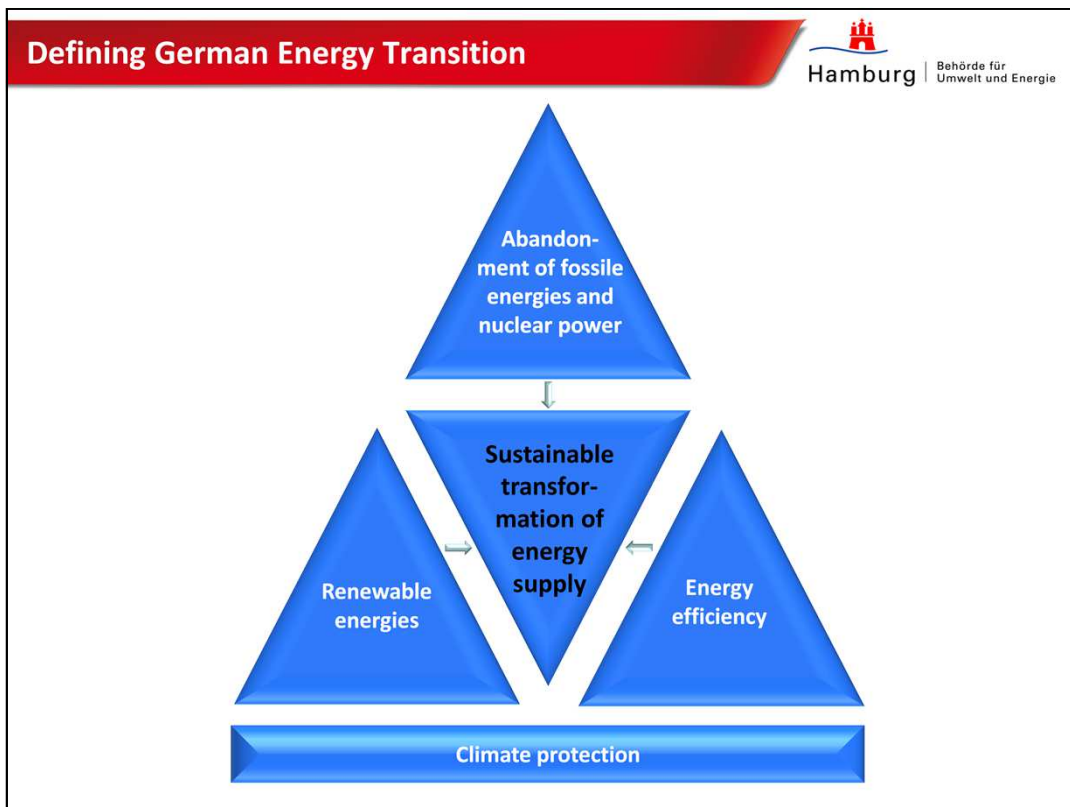 Defining German Energy Transition
Hamburg
Behörde für
Umwelt und Energie
Abandon-
ment of fossile
energies and
nuclear power
Sustainable
transfor-
mation of
energy
supply
Renewable
energies
Energy
efficiency
Climate protection